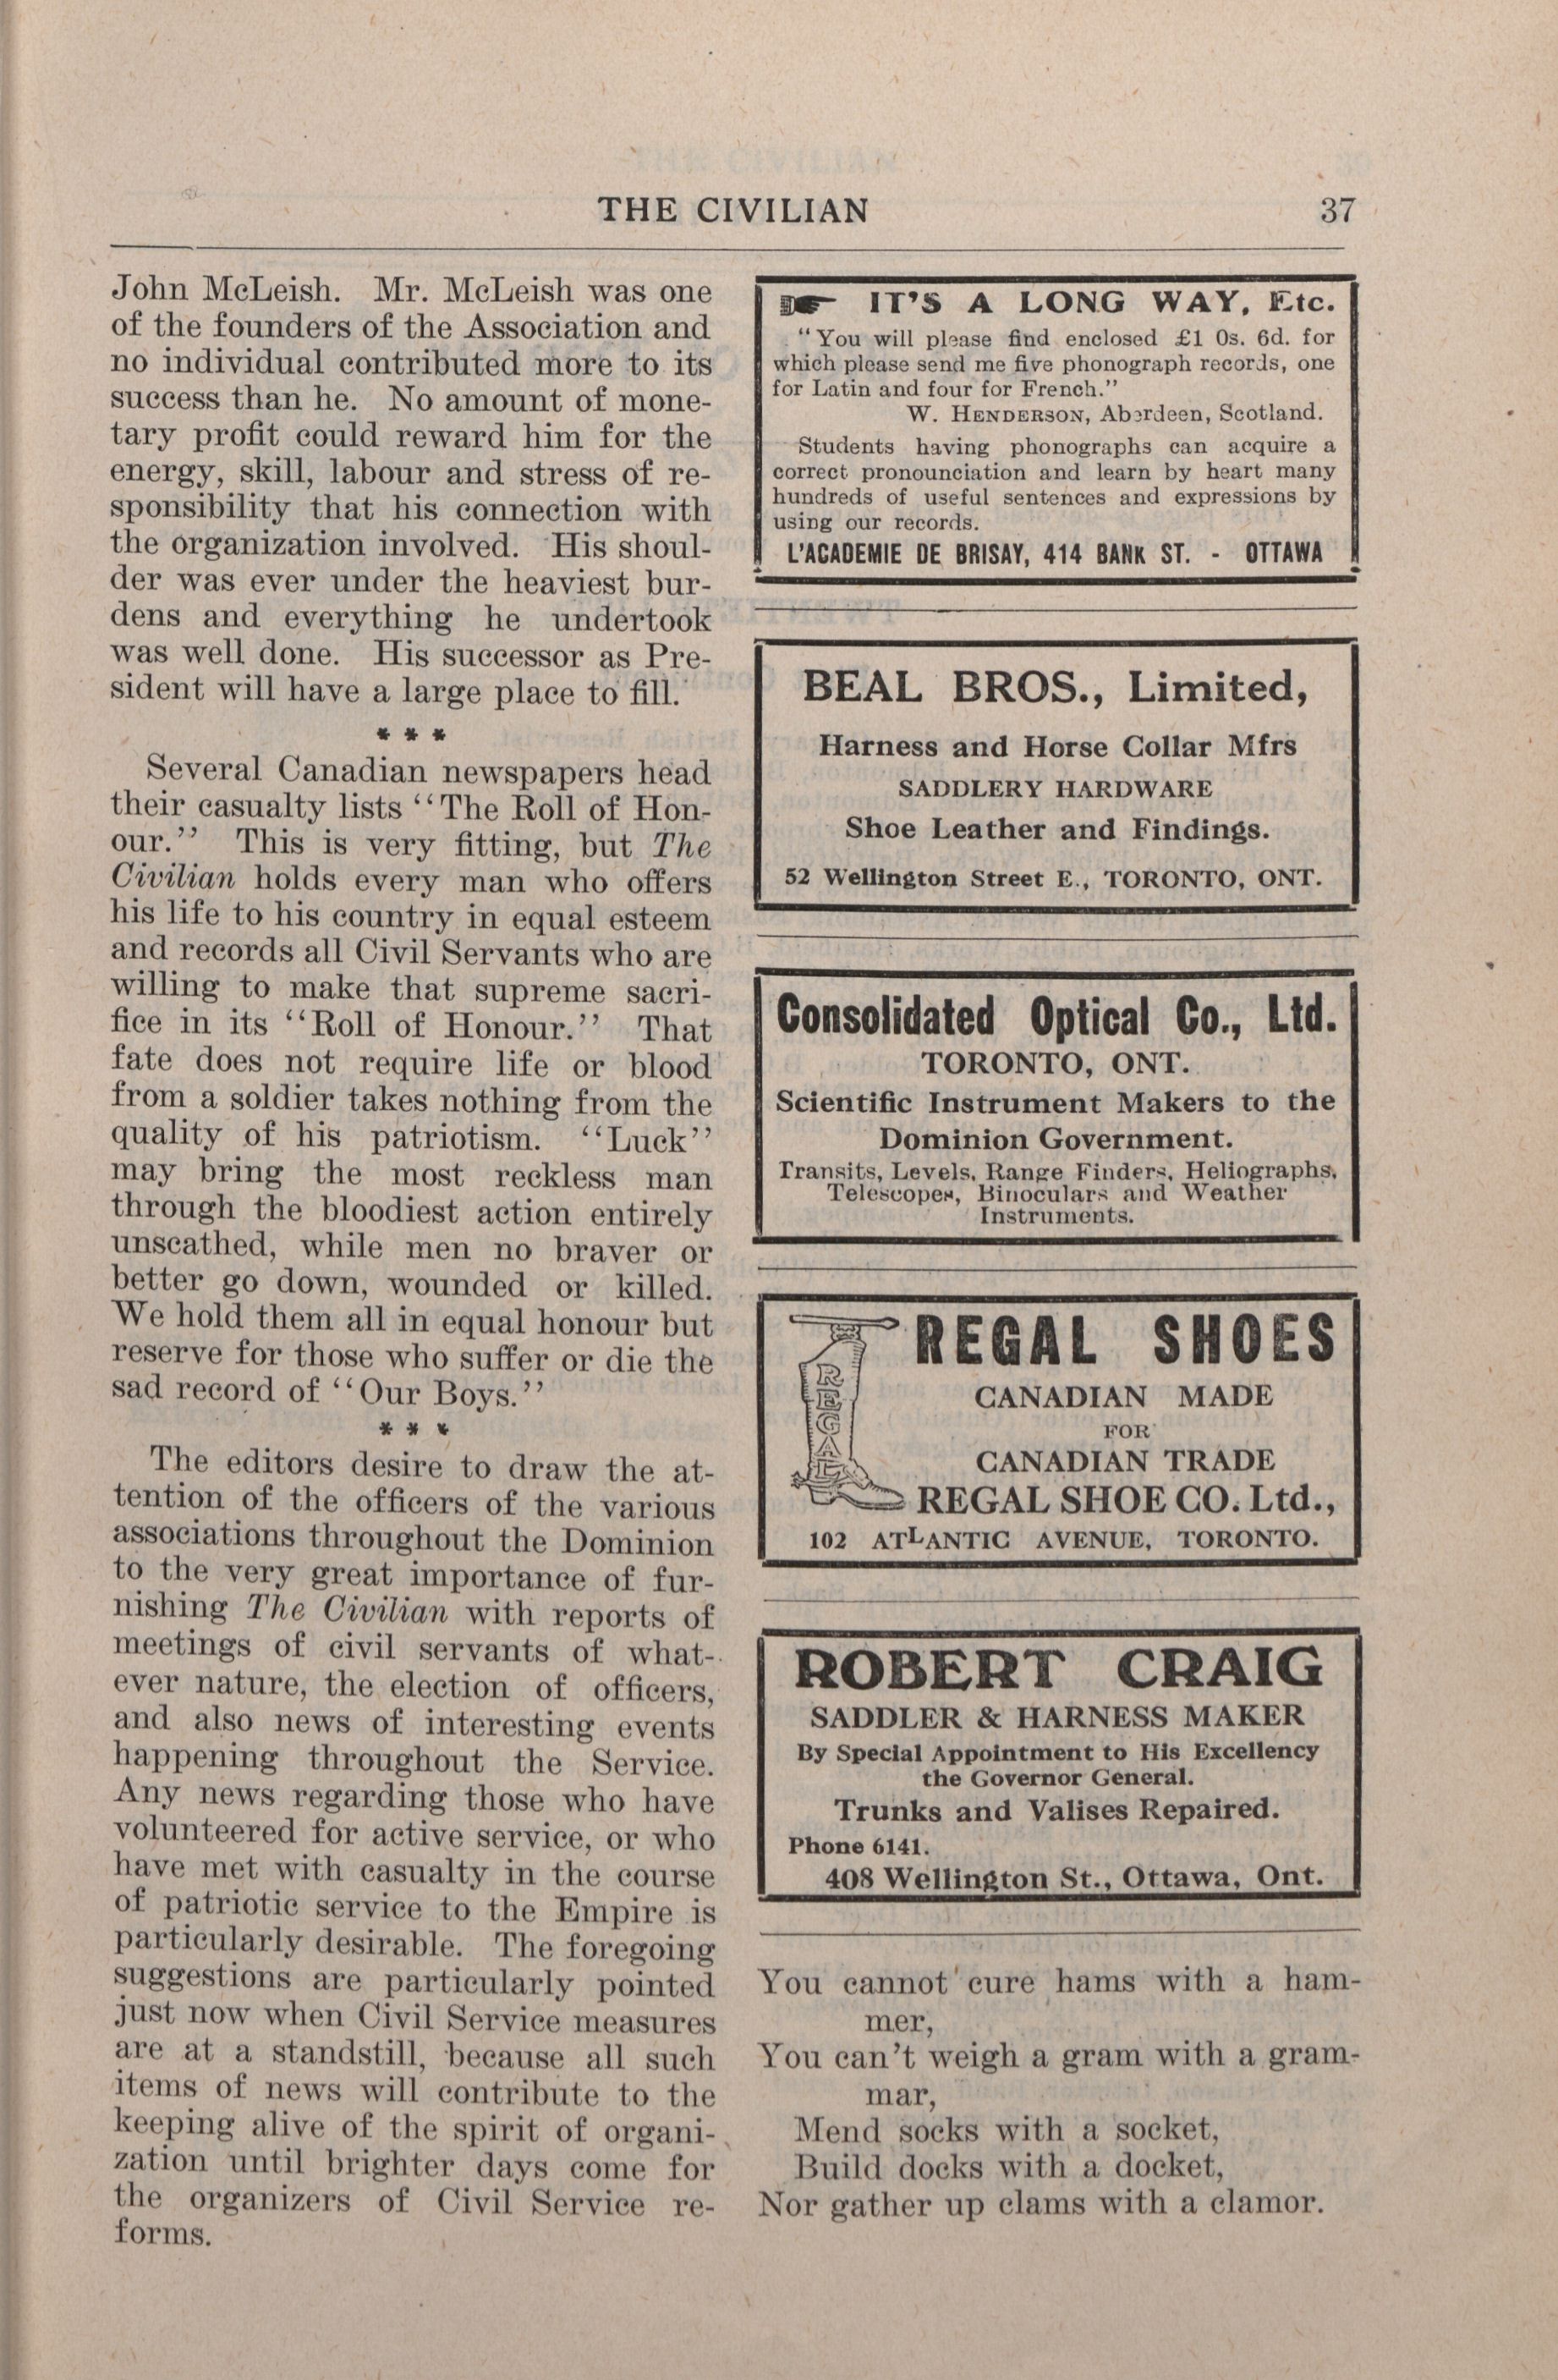 THE CIVILIAN
37
John McLeish. Mr. McLeish was one
of the founders of the Association and
no individual contributed more to its
success than he. No amount of mone-
tary profit could reward him for the
energy, skill, labour and stress of re-
sponsibility that his connection with
the organization involved. His shoul-
der was ever under the heaviest bur-
dens and everything he undertook
was well done. His successor as Pre-
sident will have a large place to fill.
* * *
Several Canadian newspapers head
their casualty lists "The Roll of Hon-
our." This is very fitting, but The
Civilian holds every man who offers
his life to his country in equal esteem
and records all Civil Servants who are
willing to make that supreme sacri-
fice in its "Roll of Honour." That
fate does not require life or blood
from a soldier takes nothing from the
quality of his patriotism. "Luck"
may bring the most reckless man
through the bloodiest action entirely
unscathed, while men no braver or
better go down, wounded or killed.
We hold them all in equal honour but
reserve for those who suffer or die the
sad record of "Our Boys."
* * *
The editors desire to draw the at-
tention of the officers of the various
associations throughout the Dominion
to the very great importance of fur-
nishing The Civilian with reports of
meetings of civil servants of what-
ever nature, the election of officers,
and also news of interesting events
happening throughout the Service.
Any news regarding those who have
volunteered for active service, or who
have met with casualty in the course
of patriotic service to the Empire is
particularly desirable. The foregoing
suggestions are particularly pointed
just now when Civil Service measures
are at a standstill, because all such
items of news will contribute to the
keeping alive of the spirit of organi-
zation until brighter days come for
the organizers of Civil Service re-
forms.
IT'S A LONG WAY, Etc.
"You will please find enclosed £1 0s. 6d. for
which please send me five phonograph records, one
for Latin and four for French."
W. HENDERSON, Aberdeen, Scotland.
Students having phonographs can acquire a
correct pronounciation and learn by heart many
hundreds of useful sentences and expressions by
using our records.
L'ACADEMIE DE BRISAY, 414 BANK ST. - OTTAWA
BEAL BROS., Limited,
Harness and Horse Collar Mfrs
SADDLERY HARDWARE
Shoe Leather and Findings.
52 Wellington Street E., TORONTO, ONT.
Consolidated Optical Co., Ltd.
TORONTO, ONT.
Scientific Instrument Makers to the
Dominion Government.
Transits, Levels, Range Finders, Heliographs,
Telescopes, Binoculars and Weather
Instruments.
REGAL
REGAL SHOES
CANADIAN MADE
FOR
CANADIAN TRADE
REGAL SHOE CO. Ltd.,
102 ATLANTIC AVENUE, TORONTO.
ROBERT CRAIG
SADDLER & HARNESS MAKER
By Special Appointment to His Excellency
the Governor General.
Trunks and Valises Repaired.
Phone 6141.
408 Wellington St., Ottawa, Ont.
You cannot cure hams with a ham-
mer,
You can't weigh a gram with a gram-
mar,
Mend socks with a socket,
Build docks with a docket,
Nor gather up clams with a clamor.